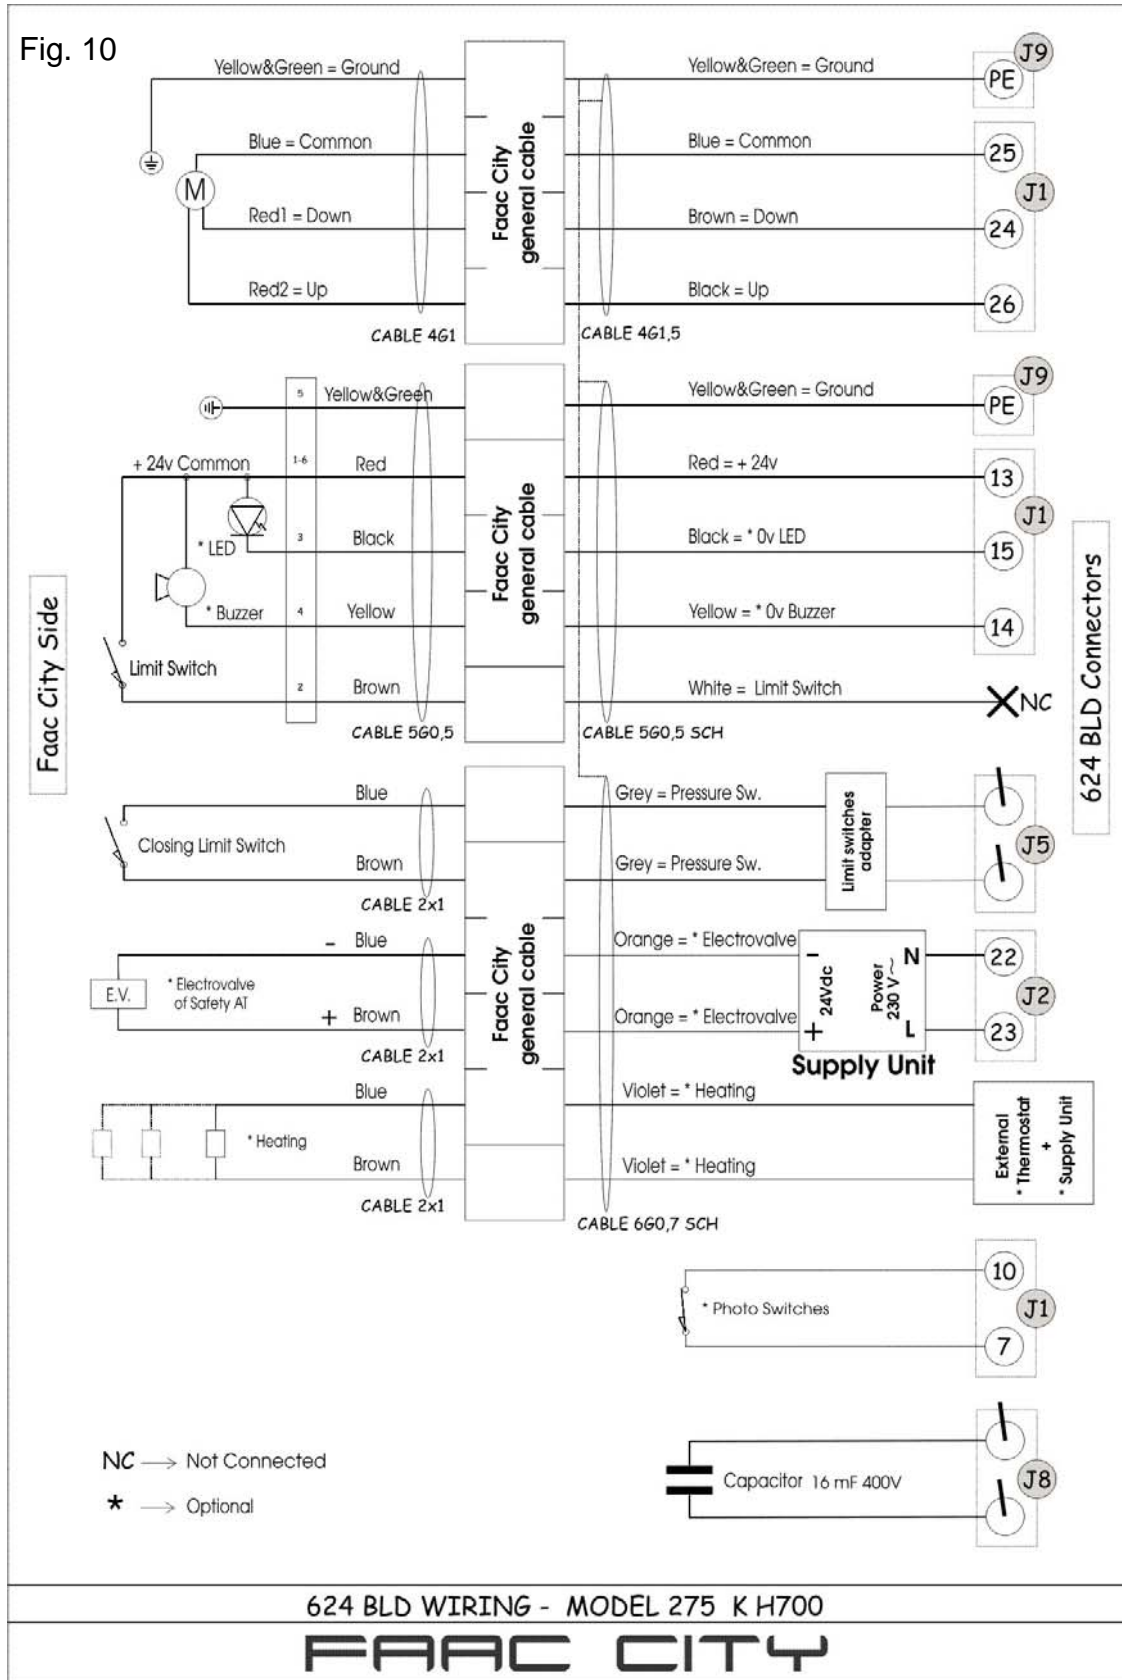 Fig. 10
Yellow&Green = Ground
Yellow&Green = Ground
J9
PE
Blue = Common
Blue = Common
25
M
J1
Red1 = Down
Brown = Down
24
Red2 = Up
Black = Up
26
Faac City
general cable
CABLE 4G1
CABLE 4G1,5
5
Yellow&Green
Yellow&Green = Ground
J9
PE
+ 24v Common
1-6
Red
Red = + 24v
13
J1
* LED
3
Black
Black = * 0v LED
15
* Buzzer
4
Yellow
Yellow = * 0v Buzzer
14
Limit Switch
2
Brown
White = Limit Switch
NC
Faac City
general cable
CABLE 5G0,5
CABLE 5G0,5 SCH
Faac City Side
624 BLD Connectors
Blue
Grey = Pressure Sw.
Closing Limit Switch
Limit switches
adapter
J5
Brown
Grey = Pressure Sw.
CABLE 2x1
- Blue
Orange = * Electrovalve
-
N
22
E.V.
* Electrovalve
of Safety AT
24Vdc
Power
230 V~
J2
+ Brown
Orange = * Electrovalve
+
L
23
CABLE 2x1
Supply Unit
Faac City
general cable
Blue
Violet = * Heating
* Heating
External
* Thermostat
+
* Supply Unit
Brown
Violet = * Heating
CABLE 2x1
CABLE 6G0,7 SCH
10
* Photo Switches
J1
7
NC → Not Connected
* → Optional
Capacitor 16 mF 400V
J8
624 BLD WIRING - MODEL 275 K H700
FAAC CITY